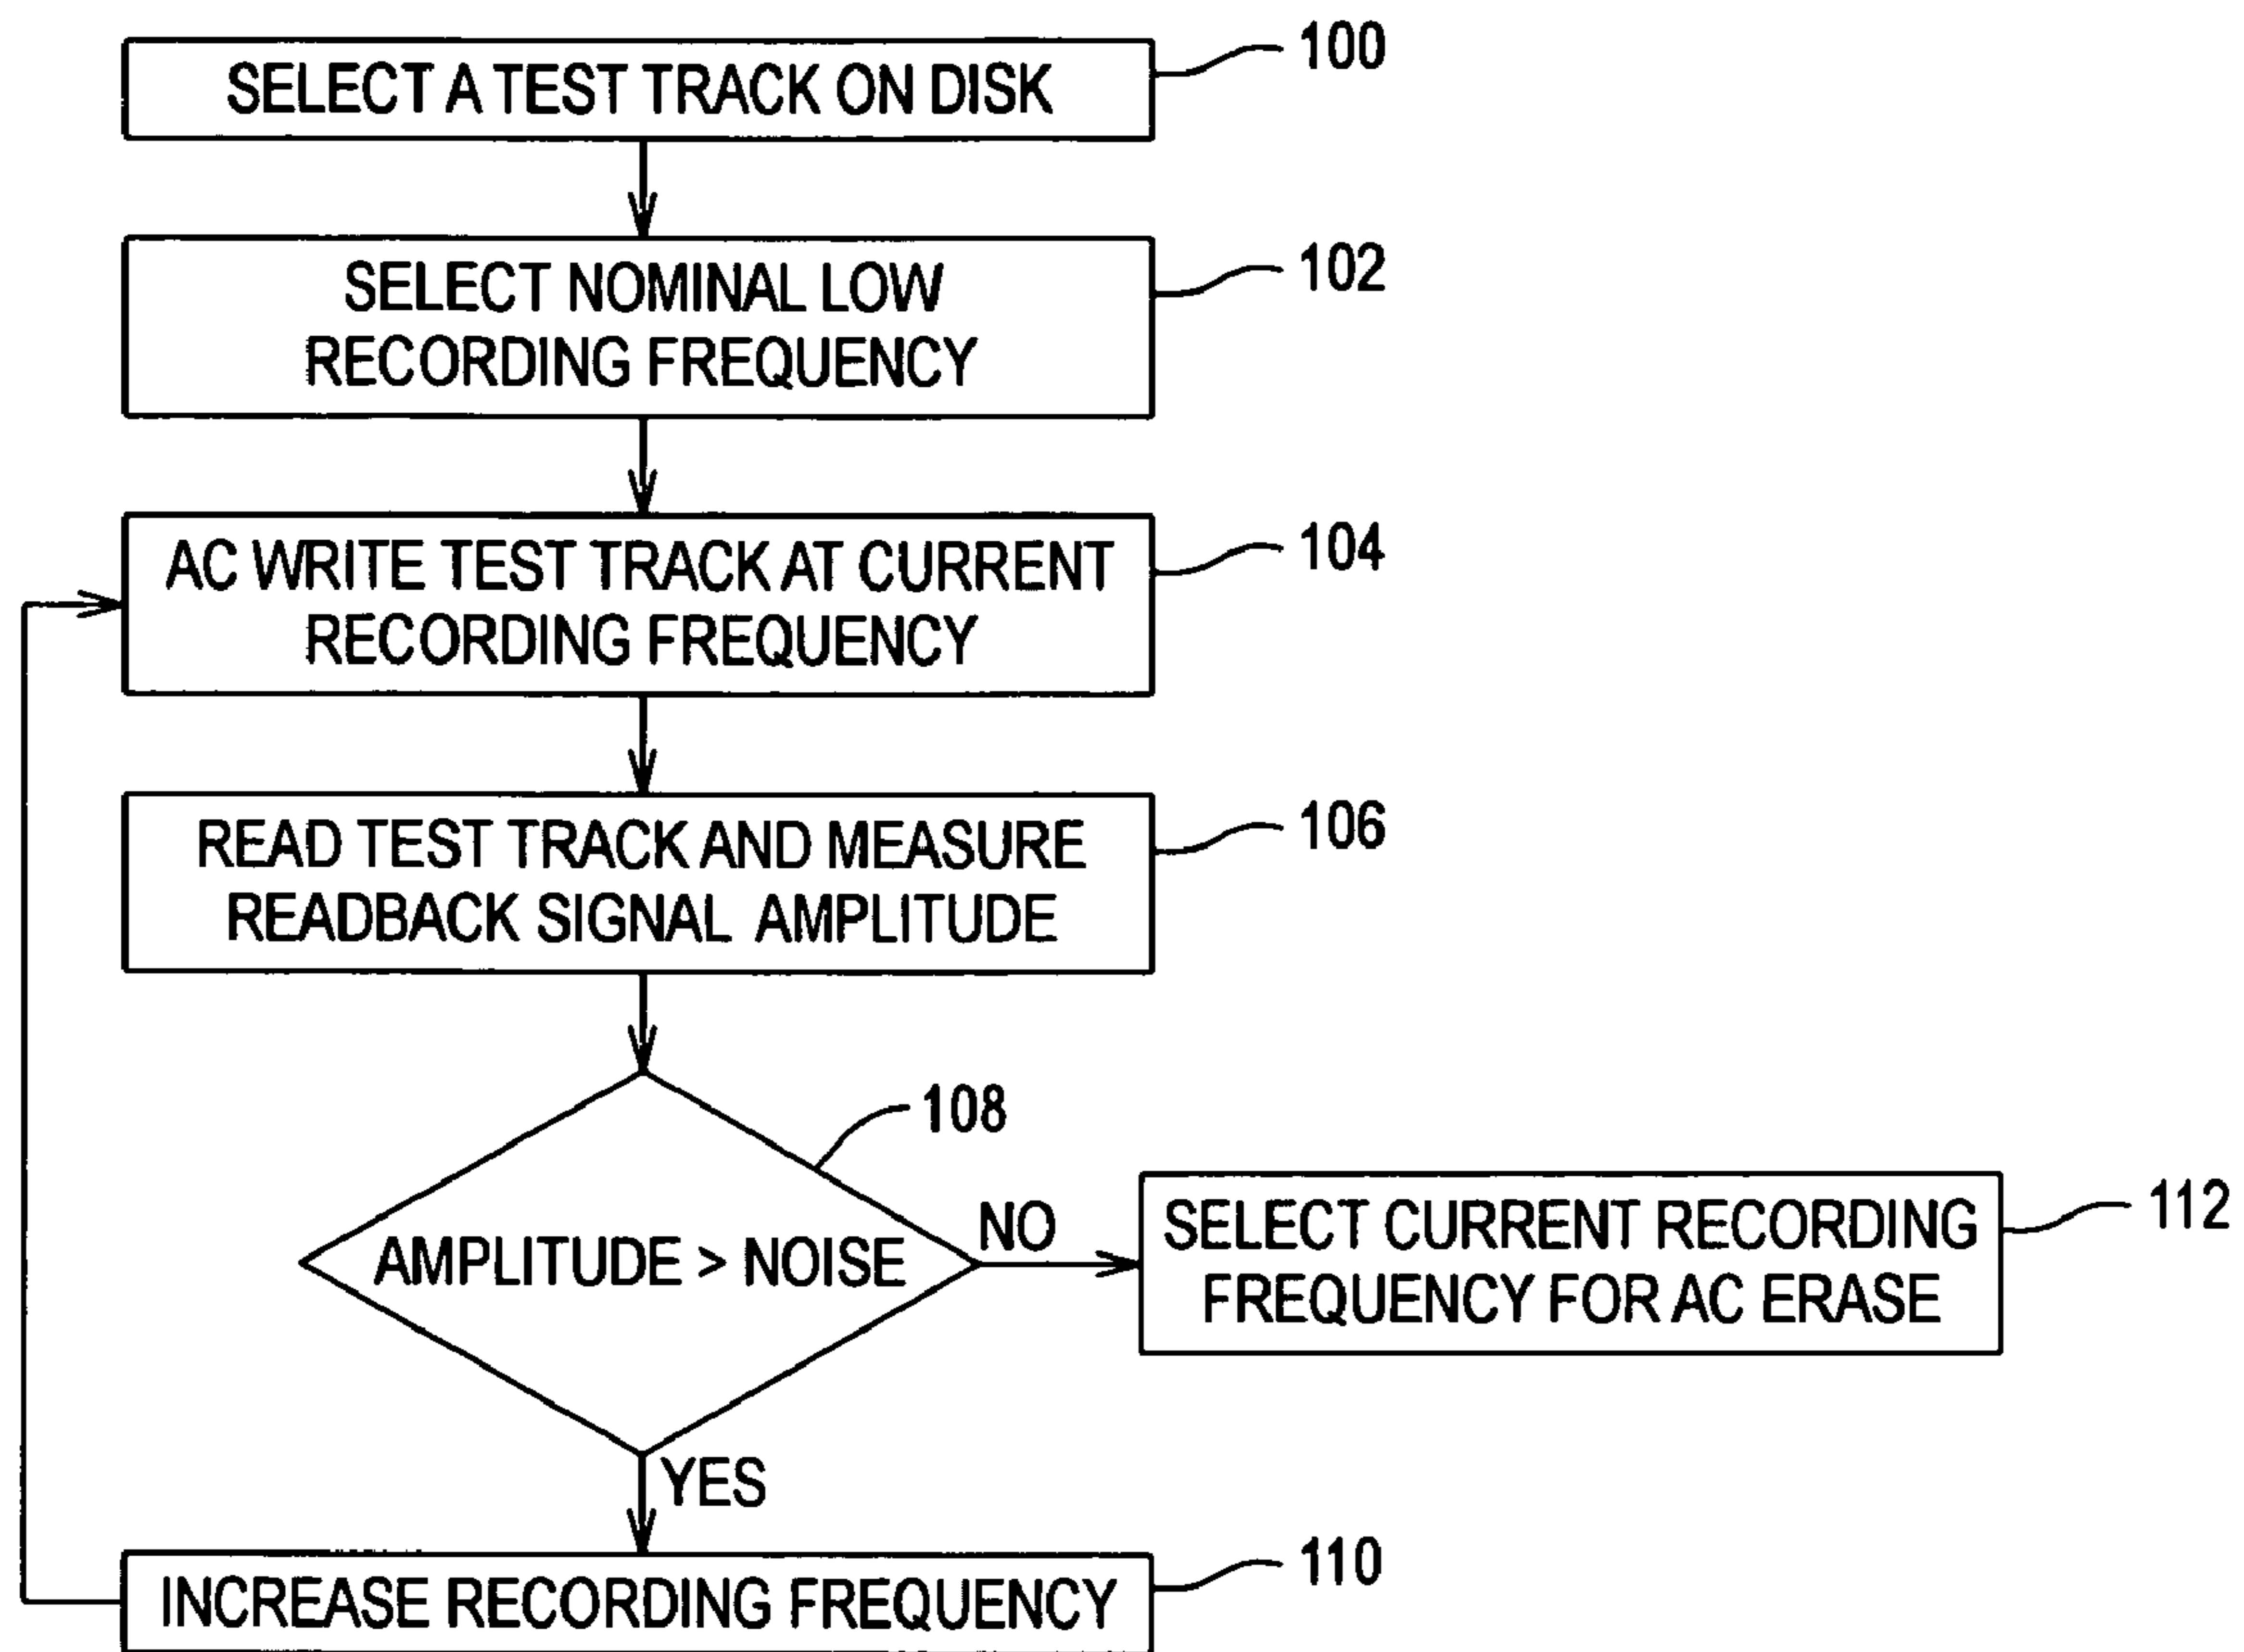 SELECT A TEST TRACK ON DISK
100
SELECT NOMINAL LOW
RECORDING FREQUENCY
102
AC WRITE TEST TRACK AT CURRENT
RECORDING FREQUENCY
104
READ TEST TRACK AND MEASURE
READBACK SIGNAL AMPLITUDE
106
AMPLITUDE > NOISE
108
NO
SELECT CURRENT RECORDING
FREQUENCY FOR AC ERASE
112
YES
INCREASE RECORDING FREQUENCY
110